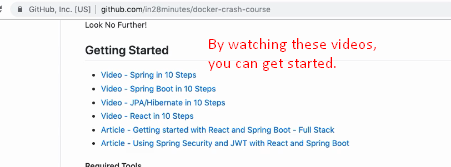 GitHub, Inc. [US] | github.com/in28minutes/docker-crash-course
Look No Further!
Getting Started
By watching these videos,
you can get started.
Video - Spring in 10 Steps
Video - Spring Boot in 10 Steps
Video - JPA/Hibernate in 10 Steps
Video - React in 10 Steps
Article - Getting started with React and Spring Boot - Full Stack
Article - Using Spring Security and JWT with React and Spring Boot
Required Tools